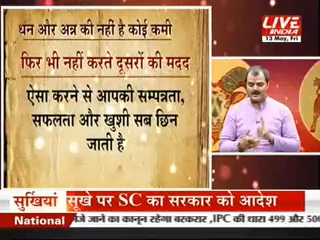 धन और अन्न की नहीं है कोई कमी
फिर भी नहीं करते दूसरों की मदद
ऐसा करने से आपकी सम्पन्नता,
सफलता और खुशी सब छिन
जाती है
LIVE
INDIA
13 May, Fri
सुर्खियां सूखे पर SC का सरकार को आदेश
National जाने का कानून रहेगा बरकरार ,IPC की धारा 499 और 500